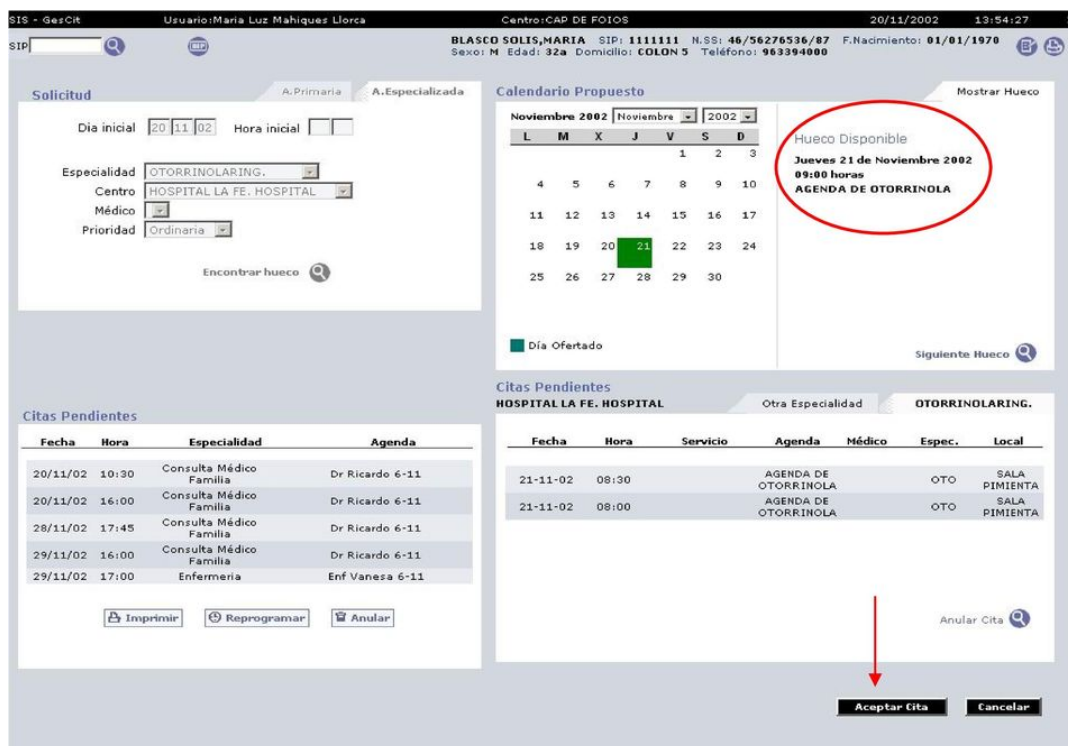 SIS - GesCit Usuario:Maria Luz Mahiques Llorca Centro:CAP DE FOIOS 20/11/2002 13:54:27
SIP
SIP
BLASCO SOLIS,MARIA SIP: 1111111 N.SS: 46/56276536/87 F.Nacimiento: 01/01/1970
Sexo: M Edad: 32a Domicilio: COLON 5 Teléfono: 963394000
Solicitud A.Primaria A.Especializada
Dia inicial 20 11 02 Hora inicial
Especialidad OTORRINOLARING.
Centro HOSPITAL LA FE. HOSPITAL
Médico
Prioridad Ordinaria
Encontrar hueco
Calendario Propuesto Mostrar Hueco
Noviembre 2002 Noviembre 2002
L M X J V S D
1 2 3
4 5 6 7 8 9 10
11 12 13 14 15 16 17
18 19 20 21 22 23 24
25 26 27 28 29 30
Día Ofertado
Hueco Disponible
Jueves 21 de Noviembre 2002
09:00 horas
AGENDA DE OTORRINOLA
Siguiente Hueco
Citas Pendientes
Fecha Hora Especialidad Agenda
20/11/02 10:30 Consulta Médico Familia Dr Ricardo 6-11
20/11/02 16:00 Consulta Médico Familia Dr Ricardo 6-11
28/11/02 17:45 Consulta Médico Familia Dr Ricardo 6-11
29/11/02 16:00 Consulta Médico Familia Dr Ricardo 6-11
29/11/02 17:00 Enfermeria Enf Vanesa 6-11
Imprimir Reprogramar Anular
Citas Pendientes
HOSPITAL LA FE. HOSPITAL Otra Especialidad OTORRINOLARING.
Fecha Hora Servicio Agenda Médico Espec. Local
21-11-02 08:30 AGENDA DE OTORRINOLA OTO SALA PIMIENTA
21-11-02 08:00 AGENDA DE OTORRINOLA OTO SALA PIMIENTA
Anular Cita
Aceptar Cita Cancelar